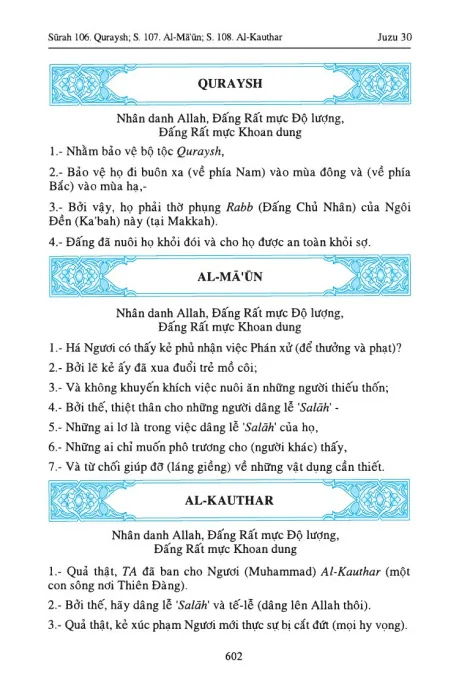 Sūrah 106. Quraysh; S. 107. Al-Mā'ūn; S. 108. Al-Kauthar Juzu 30
QURAYSH
Nhân danh Allah, Đấng Rất mực Độ lượng,
Đấng Rất mực Khoan dung
1.- Nhằm bảo vệ bộ tộc Quraysh,
2.- Bảo vệ họ đi buôn xa (về phía Nam) vào mùa đông và (về phía
Bắc) vào mùa hạ,-
3.- Bởi vậy, họ phải thờ phụng Rabb (Đấng Chủ Nhân) của Ngôi
Đền (Ka'bah) này (tại Makkah).
4.- Đấng đã nuôi họ khỏi đói và cho họ được an toàn khỏi sợ.
AL-MĀ'ŪN
Nhân danh Allah, Đấng Rất mực Độ lượng,
Đấng Rất mực Khoan dung
1.- Há Ngươi có thấy kẻ phủ nhận việc Phán xử (để thưởng và phạt)?
2.- Bởi lẽ kẻ ấy đã xua đuổi trẻ mồ côi;
3.- Và không khuyến khích việc nuôi ăn những người thiếu thốn;
4.- Bởi thế, thiệt thân cho những người dâng lễ 'Salāh' -
5.- Những ai lơ là trong việc dâng lễ 'Salāh' của họ,
6.- Những ai chỉ muốn phô trương cho (người khác) thấy,
7.- Và từ chối giúp đỡ (láng giềng) về những vật dụng cần thiết.
AL-KAUTHAR
Nhân danh Allah, Đấng Rất mực Độ lượng,
Đấng Rất mực Khoan dung
1.- Quả thật, TA đã ban cho Ngươi (Muhammad) Al-Kauthar (một
con sông nơi Thiên Đàng).
2.- Bởi thế, hãy dâng lễ 'Salāh' và tế-lễ (dâng lên Allah thôi).
3.- Quả thật, kẻ xúc phạm Ngươi mới thực sự bị cắt đứt (mọi hy vọng).
602